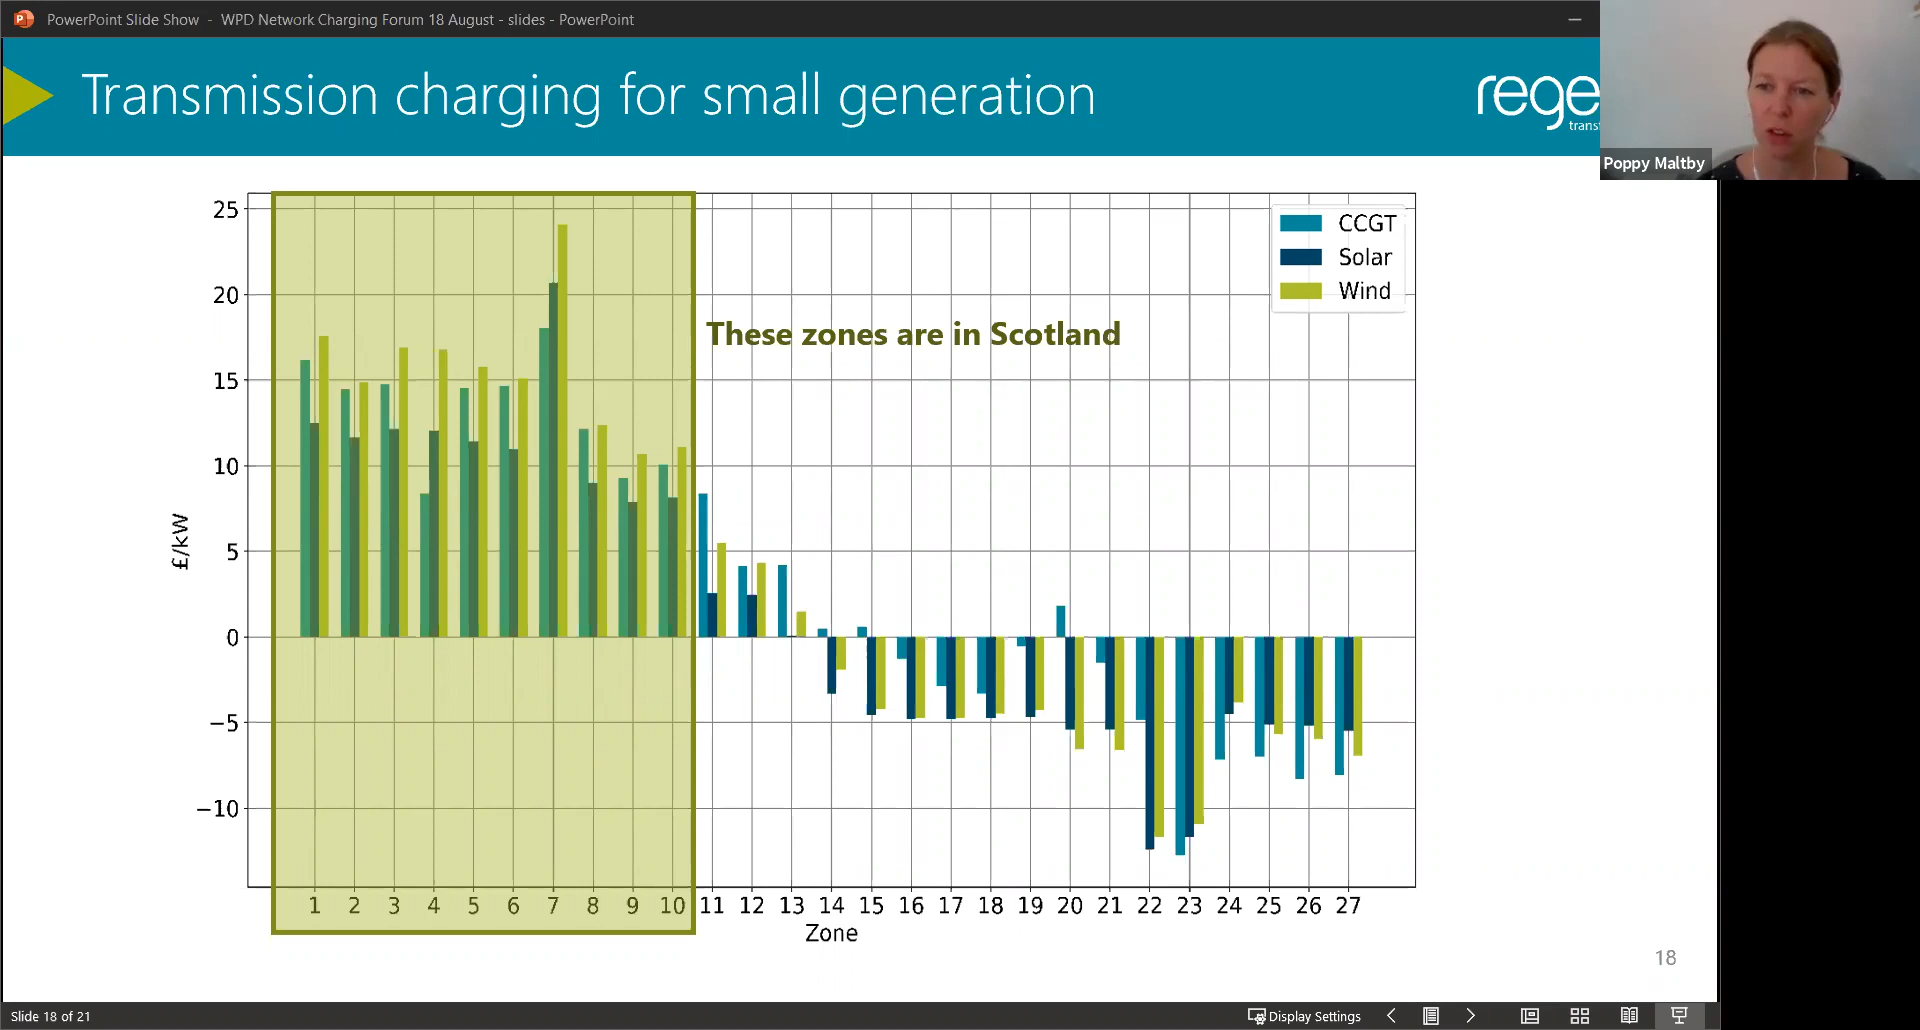 PowerPoint Slide Show - WPD Network Charging Forum 18 August - slides - PowerPoint
Transmission charging for small generation
rege
trans
Poppy Maltby
25
20
15
10
5
0
−5
−10
£/kW
CCGT
Solar
Wind
These zones are in Scotland
1 2 3 4 5 6 7 8 9 10 11 12 13 14 15 16 17 18 19 20 21 22 23 24 25 26 27
Zone
18
Slide 18 of 21
Display Settings